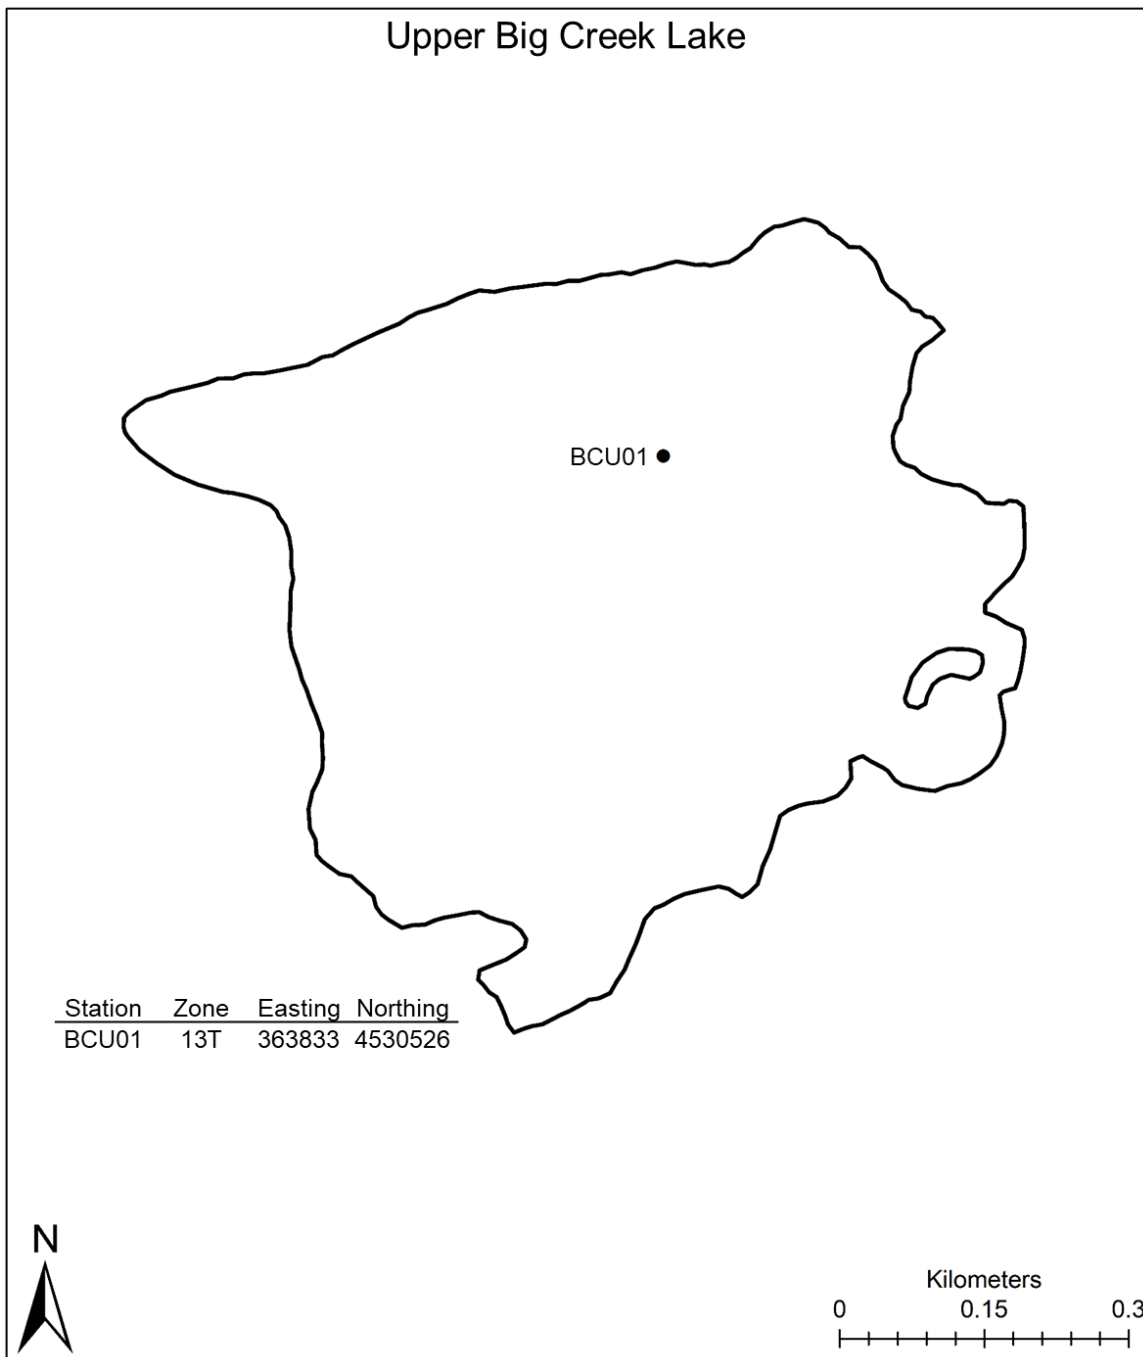 Upper Big Creek Lake
BCU01
Station Zone Easting Northing
BCU01 13T 363833 4530526
N
Kilometers
0 0.15 0.3